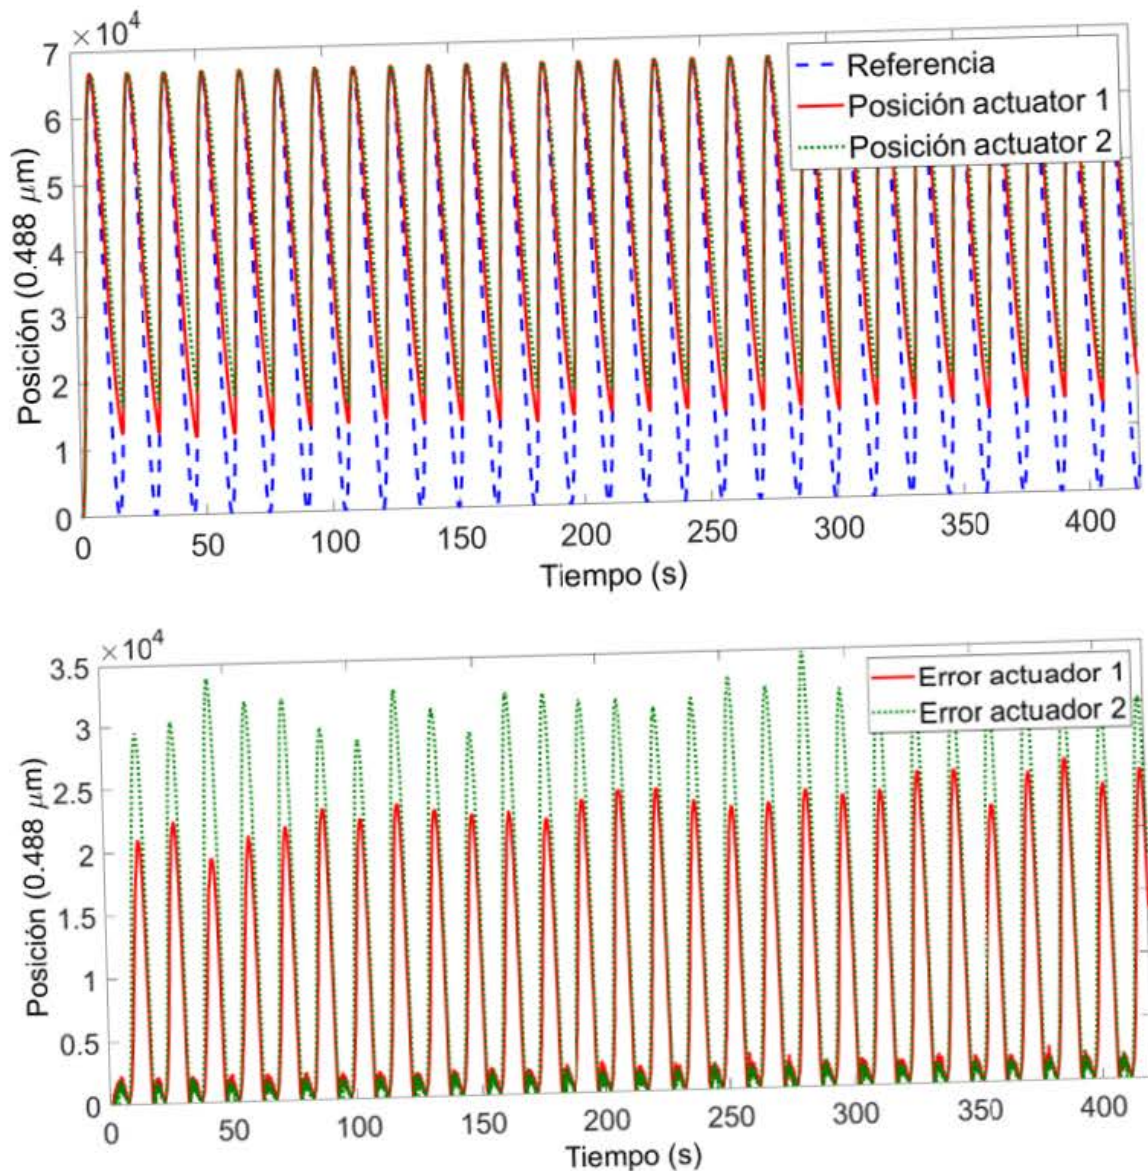 ×10⁴
7
6
5
4
3
2
1
0
Posición (0.488 μm)
0 50 100 150 200 250 300 350 400
Tiempo (s)
Referencia
Posición actuator 1
Posición actuator 2
×10⁴
3.5
3
2.5
2
1.5
1
0.5
0
Posición (0.488 μm)
0 50 100 150 200 250 300 350 400
Tiempo (s)
Error actuador 1
Error actuador 2